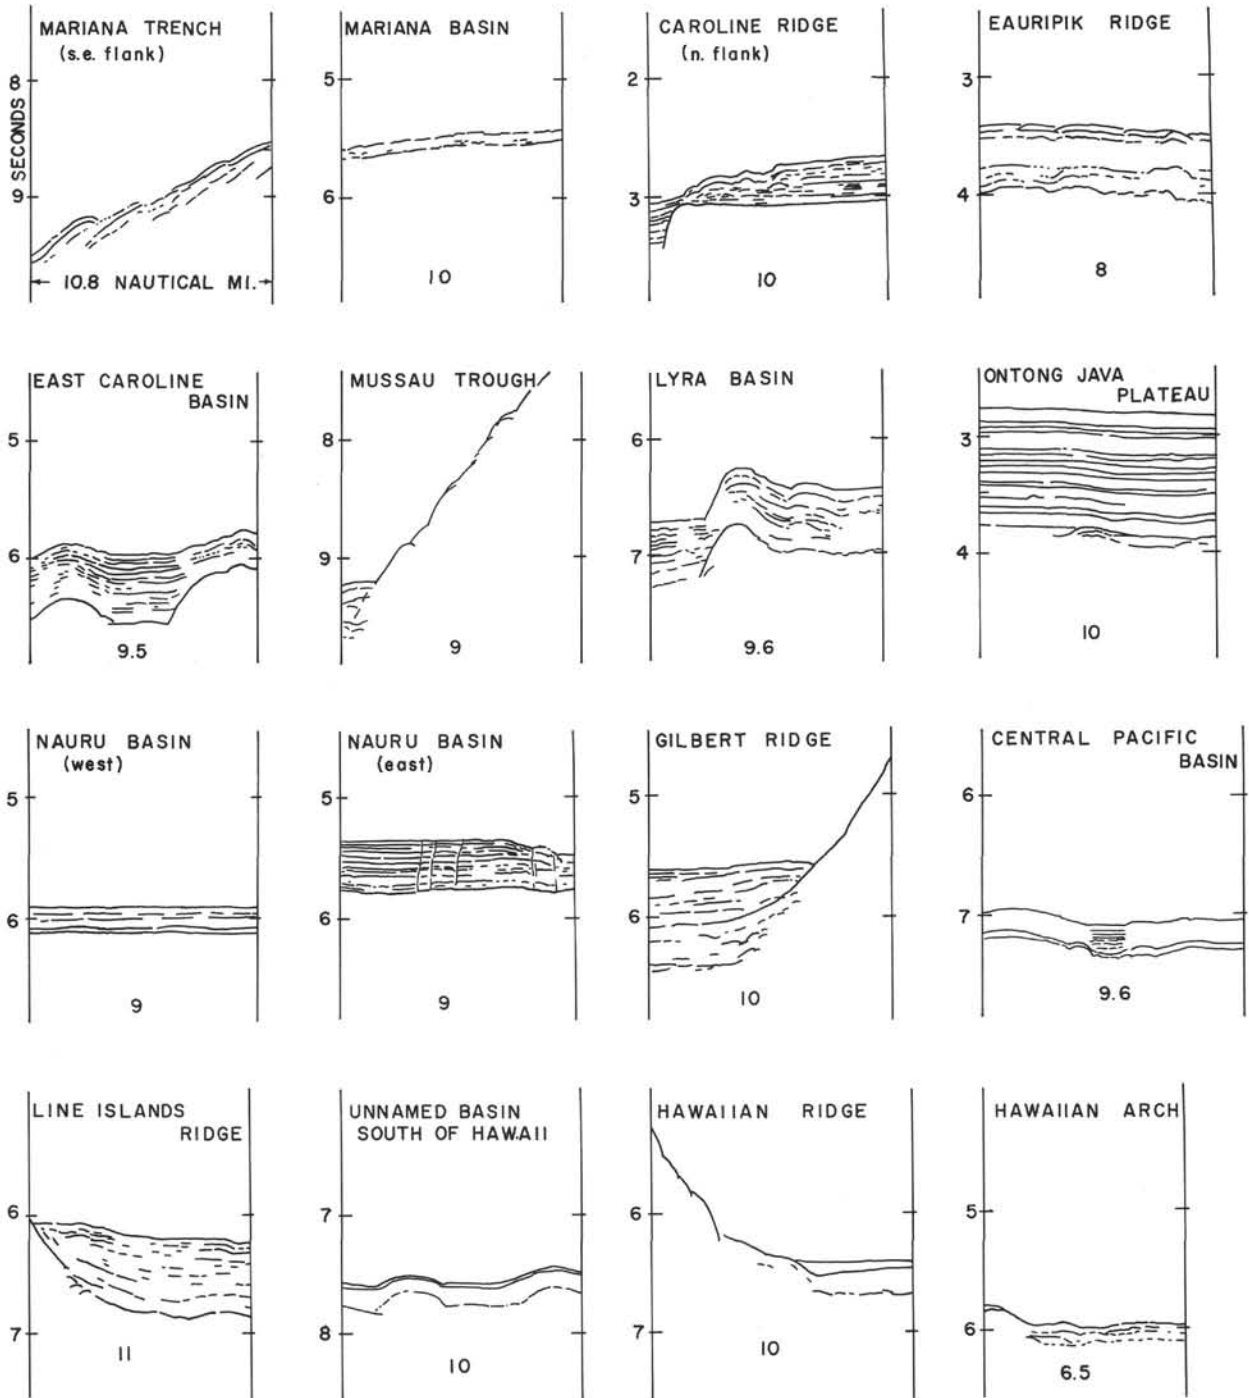 MARIANA TRENCH
(s.e. flank)
8
SECONDS
9
10.8 NAUTICAL MI.
MARIANA BASIN
5
6
10
CAROLINE RIDGE
(n. flank)
2
3
10
EAURIPIK RIDGE
3
4
8
EAST CAROLINE
BASIN
5
6
9.5
MUSSAU TROUGH
8
9
9
LYRA BASIN
6
7
9.6
ONTONG JAVA
PLATEAU
3
4
10
NAURU BASIN
(west)
5
6
9
NAURU BASIN
(east)
5
6
9
GILBERT RIDGE
5
6
10
CENTRAL PACIFIC
BASIN
6
7
9.6
LINE ISLANDS
RIDGE
6
7
11
UNNAMED BASIN
SOUTH OF HAWAII
7
8
10
HAWAIIAN RIDGE
6
7
10
HAWAIIAN ARCH
5
6
6.5